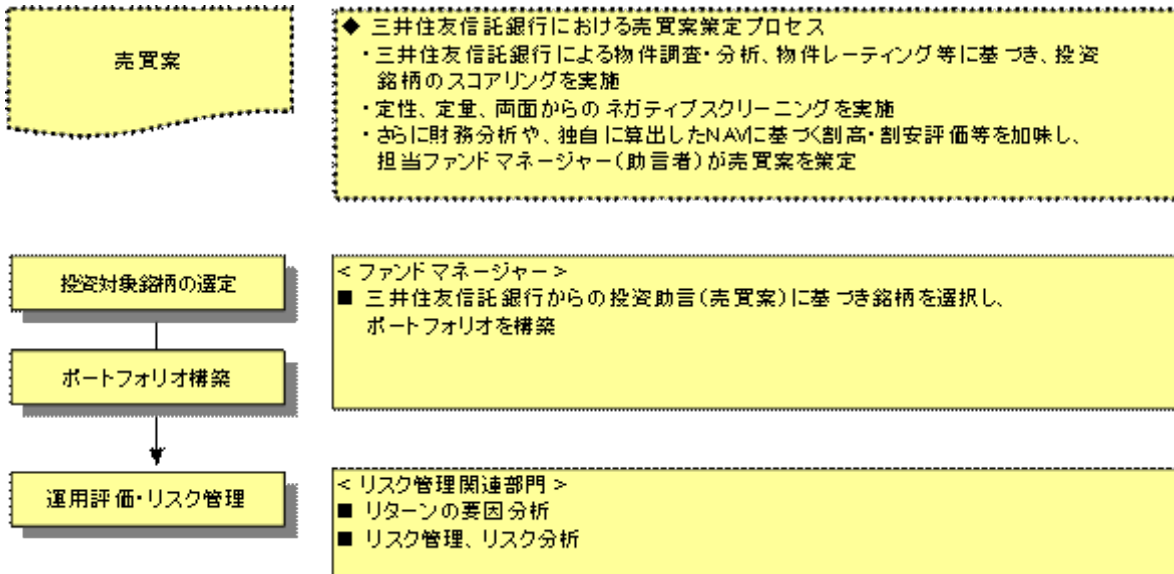 売買案
◆ 三井住友信託銀行における売買案策定プロセス
・三井住友信託銀行による物件調査・分析、物件レーティング等に基づき、投資
銘柄のスコアリングを実施
・定性、定量、両面からのネガティブスクリーニングを実施
・さらに財務分析や、独自に算出したNAVに基づく割高・割安評価等を加味し、
担当ファンドマネージャー(助言者)が売買案を策定
投資対象銘柄の選定
<ファンドマネージャー>
■ 三井住友信託銀行からの投資助言(売買案)に基づき銘柄を選択し、
ポートフォリオを構築
ポートフォリオ構築
運用評価・リスク管理
<リスク管理関連部門>
■ リターンの要因分析
■ リスク管理、リスク分析